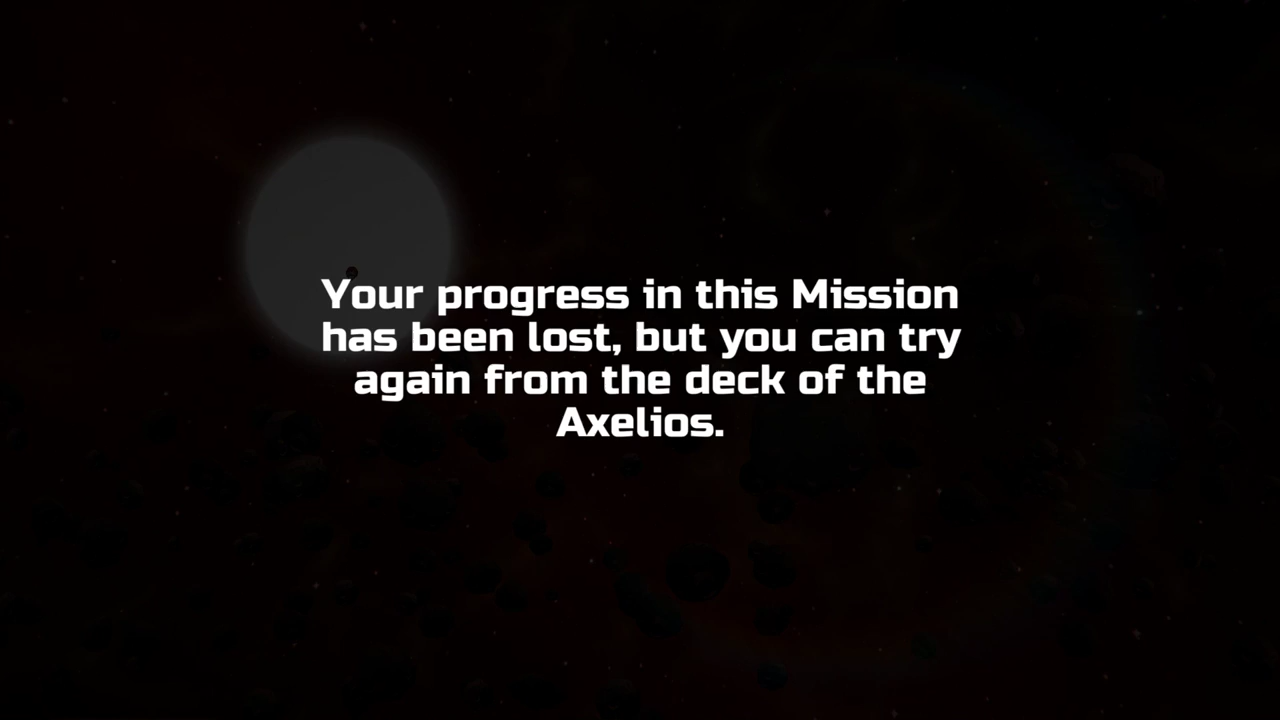 Your progress in this Mission
has been lost, but you can try
again from the deck of the
Axelios.